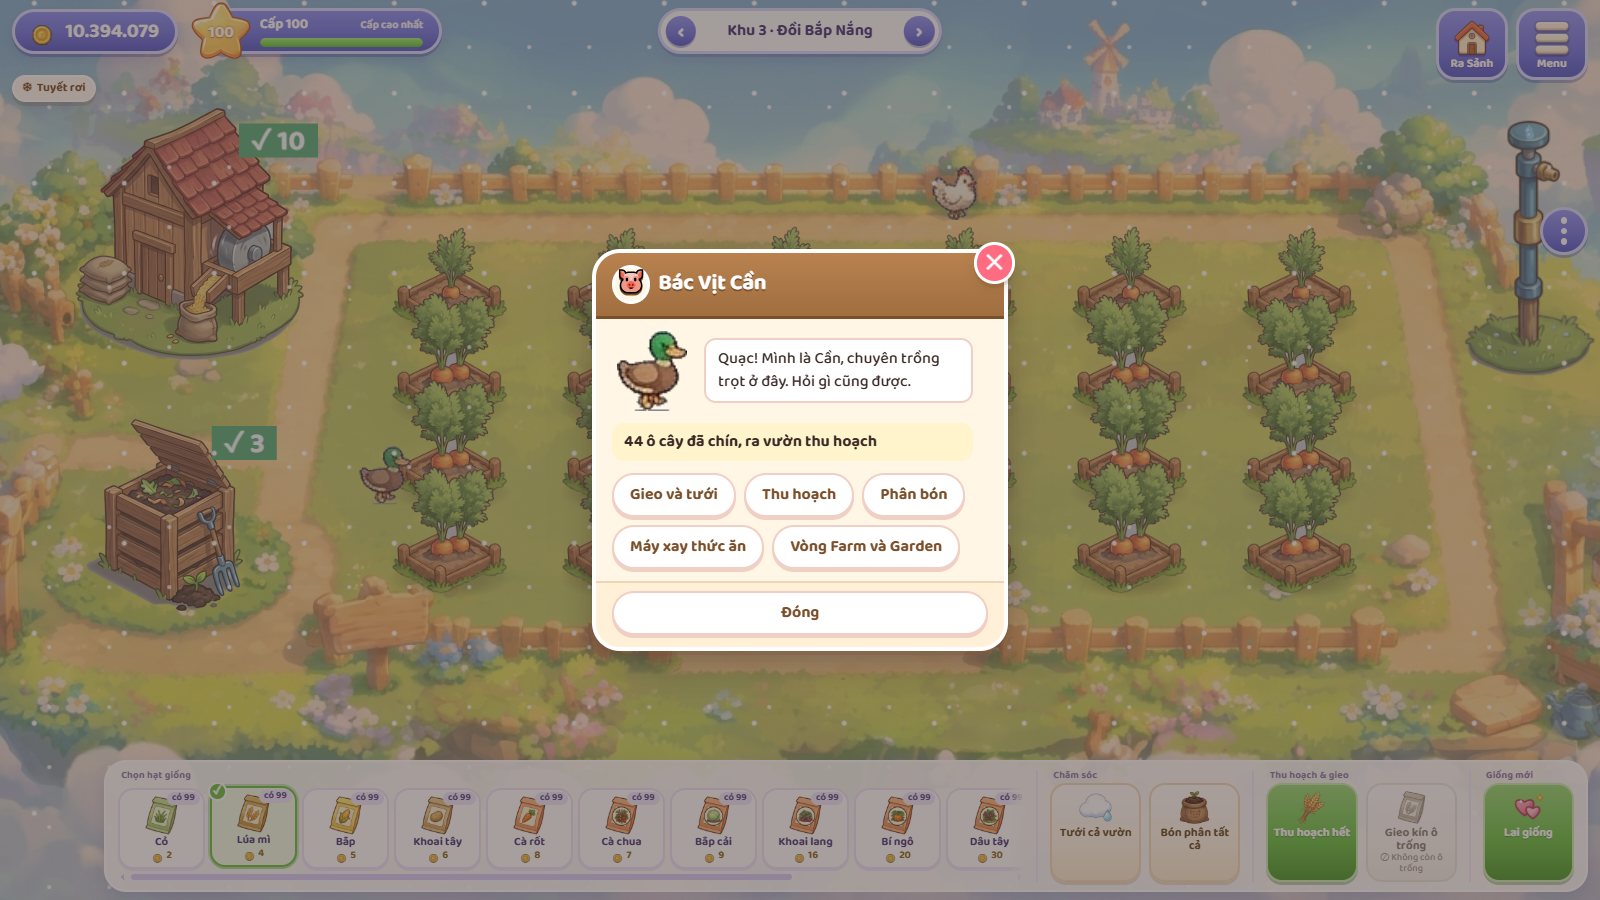 10.394.079
100
Cấp 100
Cấp cao nhất
Khu 3 · Đồi Bắp Nắng
Ra Sảnh
Menu
Tuyết rơi
✓10
✓3
Bác Vịt Cần
Quạc! Mình là Cần, chuyên trồng
trọt ở đây. Hỏi gì cũng được.
44 ô cây đã chín, ra vườn thu hoạch
Gieo và tưới
Thu hoạch
Phân bón
Máy xay thức ăn
Vòng Farm và Garden
Đóng
Chọn hạt giống
có 99
Cỏ
2
có 99
Lúa mì
4
có 99
Bắp
5
có 99
Khoai tây
6
có 99
Cà rốt
8
có 99
Cà chua
7
có 99
Bắp cải
9
có 99
Khoai lang
16
có 99
Bí ngô
20
có 99
Dâu tây
30
Chăm sóc
Tưới cả vườn
Bón phân tất
cả
Thu hoạch & gieo
Thu hoạch hết
Gieo kín ô
trống
Không còn ô
trống
Giống mới
Lai giống